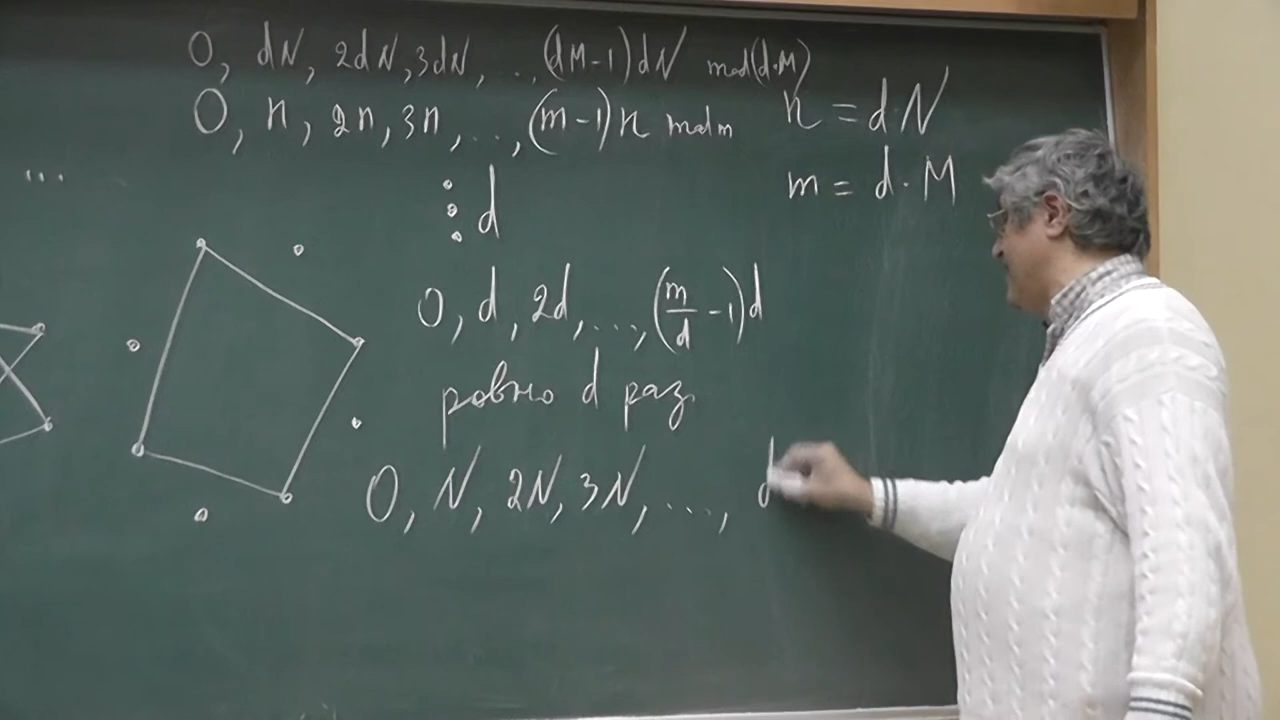 0, dN, 2dN, 3dN, ..., (dM-1)dN mod(d·M)
0, n, 2n, 3n, ..., (m-1)n mod m
n = d·N
m = d·M
...
⋮ d
0, d, 2d, ..., (m/d - 1)d
ровно d раз.
0, N, 2N, 3N, ..., d